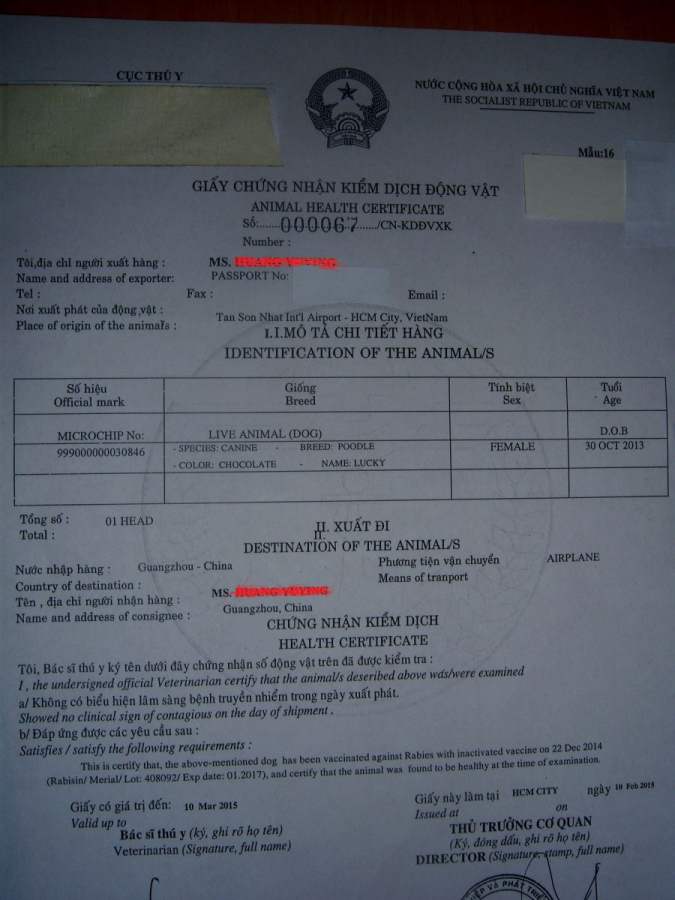 CỤC THÚ Y
NƯỚC CỘNG HÒA XÃ HỘI CHỦ NGHĨA VIỆT NAM
THE SOCIALIST REPUBLIC OF VIETNAM
Mẫu:16
GIẤY CHỨNG NHẬN KIỂM DỊCH ĐỘNG VẬT
ANIMAL HEALTH CERTIFICATE
Số:......000067....../CN-KDĐVXK
Number :
Tôi,địa chỉ người xuất hàng : MS.
Name and address of exporter: PASSPORT No:
Tel : Fax : Email :
Nơi xuất phát của động vật :
Place of origin of the animals : Tan Son Nhat Int'l Airport - HCM City, VietNam
I.I.MÔ TẢ CHI TIẾT HÀNG
IDENTIFICATION OF THE ANIMAL/S
Số hiệu Giống Tính biệt Tuổi
Official mark Breed Sex Age
MICROCHIP No: LIVE ANIMAL (DOG) D.O.B
999000000030846 - SPECIES: CANINE - BREED: POODLE FEMALE 30 OCT 2013
- COLOR: CHOCOLATE - NAME: LUCKY
Tổng số : 01 HEAD
Total :
II. XUẤT ĐI
II.
DESTINATION OF THE ANIMAL/S
Nước nhập hàng : Guangzhou - China Phương tiện vận chuyển AIRPLANE
Country of destination : Means of tranport
Tên , địa chỉ người nhận hàng : MS.
Name and address of consignee : Guangzhou, China
CHỨNG NHẬN KIỂM DỊCH
HEALTH CERTIFICATE
Tôi, Bác sĩ thú y ký tên dưới đây chứng nhận số động vật trên đã được kiểm tra :
I , the undersigned official Veterinarian certify that the animal/s deseribed above wds/were examined
a/ Không có biểu hiện lâm sàng bệnh truyền nhiễm trong ngày xuất phát.
Showed no clinical sign of contagious on the day of shipment .
b/ Đáp ứng được các yêu cầu sau :
Satisfies / satisfy the following requirements :
This is certify that, the above-mentioned dog has been vaccinated against Rabies with inactivated vaccine on 22 Dec 2014
(Rabisin/ Merial/ Lot: 408092/ Exp date: 01.2017), and certify that the animal was found to be healthy at the time of examination.
Giấy có giá trị đến: 10 Mar 2015 Giấy này làm tại HCM CITY ngày 10 Feb 2015
Valid up to Issued at on
Bác sĩ thú y (ký, ghi rõ họ tên) THỦ TRƯỞNG CƠ QUAN
Veterinarian (Signature, full name) (Ký, đóng dấu, ghi rõ họ tên)
DIRECTOR (Signature, stamp, full name)